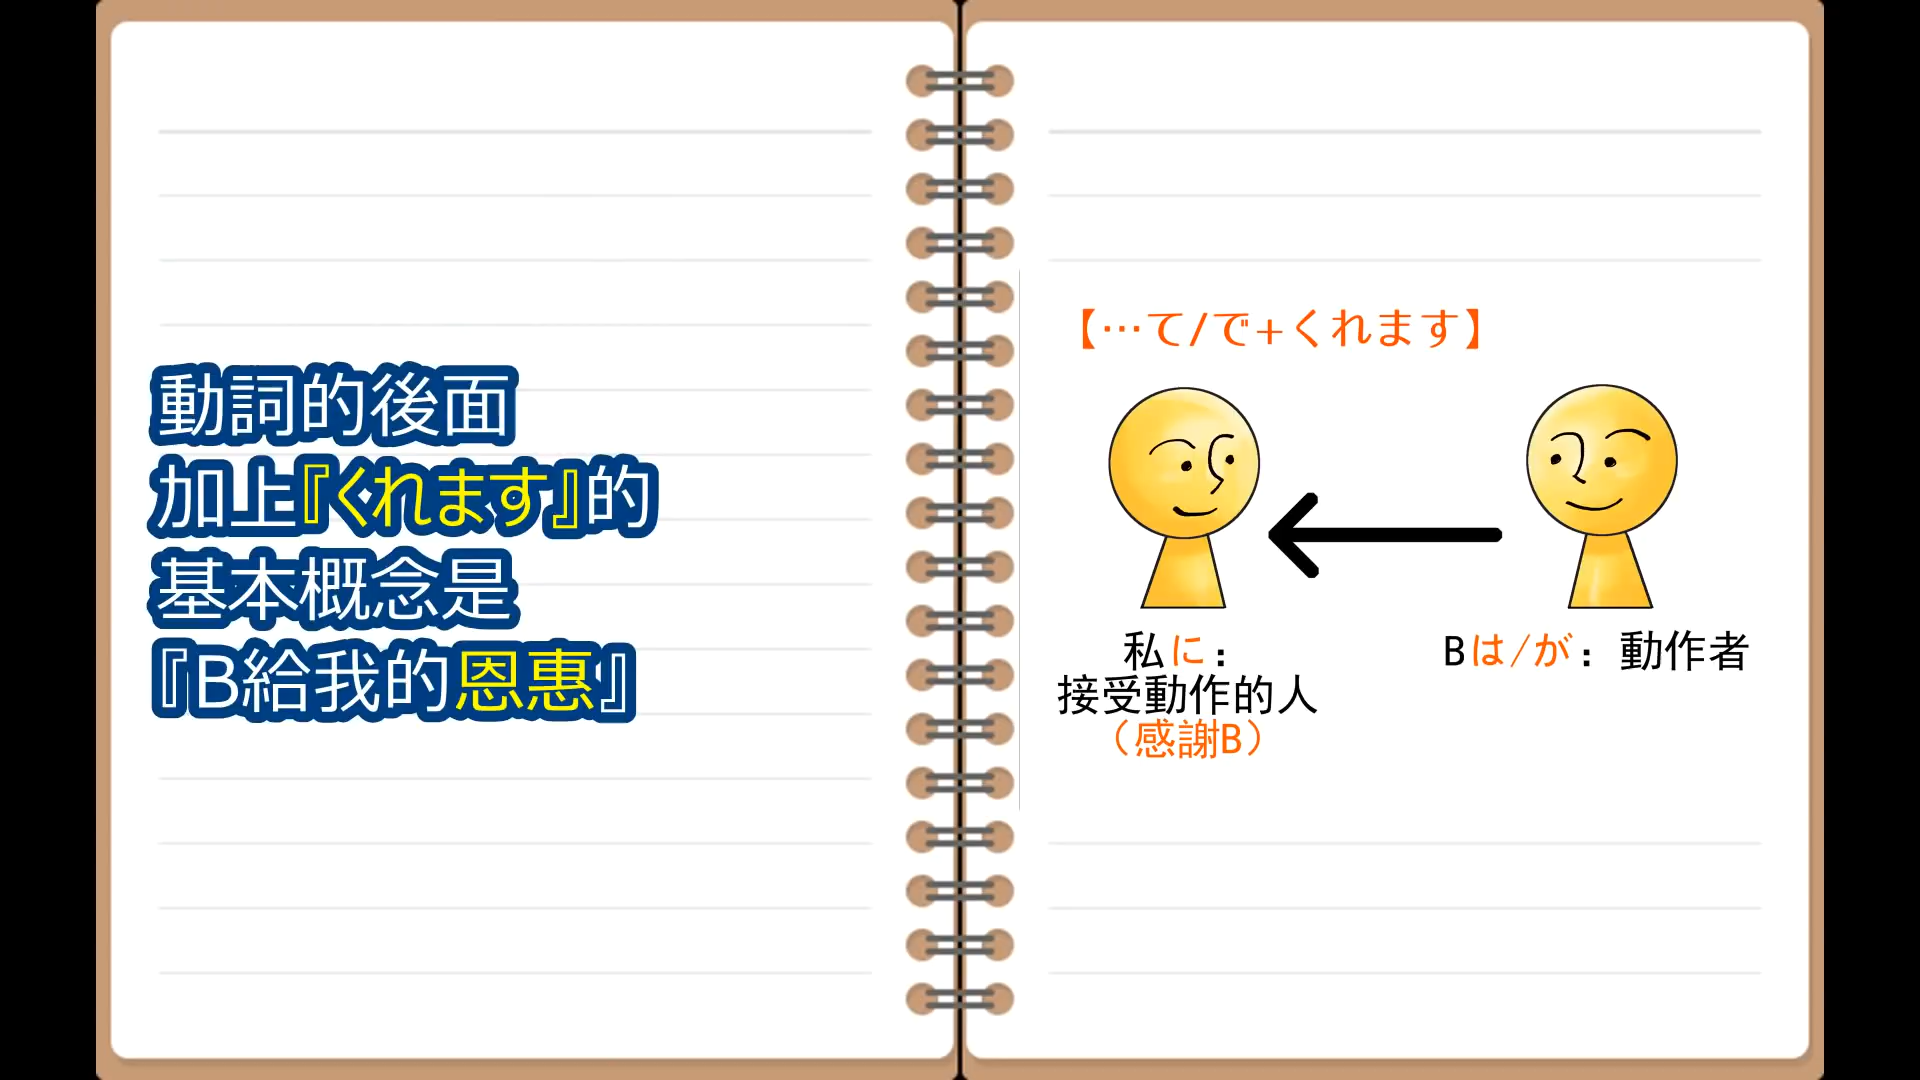 動詞的後面
加上『くれます』的
基本概念是
『B給我的恩惠』
【…て/で+くれます】
私に：
接受動作的人
（感謝B）
Bは/が：動作者